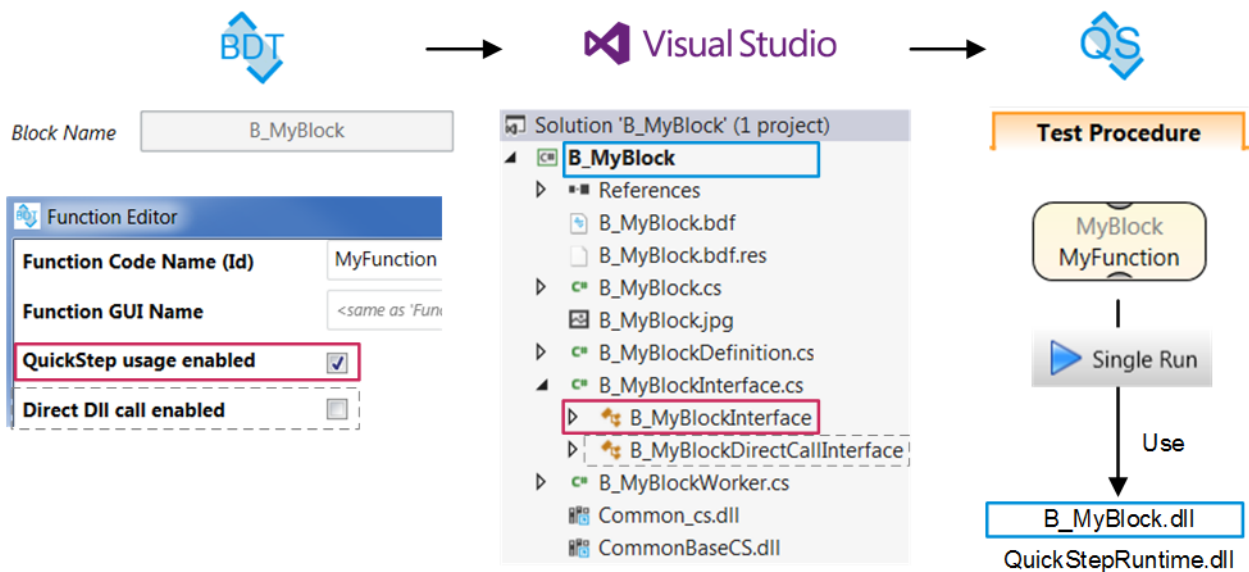 BDT
Visual Studio
QS
Block Name
B_MyBlock
BDT
Function Editor
Function Code Name (Id)
MyFunction
Function GUI Name
<same as 'Fun
QuickStep usage enabled
Direct Dll call enabled
Solution 'B_MyBlock' (1 project)
C# B_MyBlock
References
B_MyBlock.bdf
B_MyBlock.bdf.res
C# B_MyBlock.cs
B_MyBlock.jpg
C# B_MyBlockDefinition.cs
C# B_MyBlockInterface.cs
B_MyBlockInterface
B_MyBlockDirectCallInterface
C# B_MyBlockWorker.cs
Common_cs.dll
CommonBaseCS.dll
Test Procedure
MyBlock
MyFunction
Single Run
Use
B_MyBlock.dll
QuickStepRuntime.dll